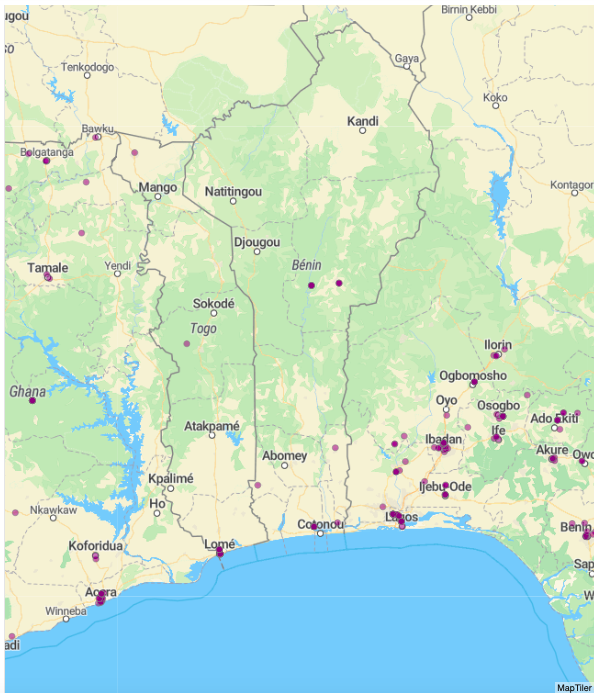 ugou
Birnin Kebbi
so
Tenkodogo
Gaya
Koko
Bawku
Kandi
Bolgatanga
Mango
Natitingou
Kontagor
Djougou
Tamale
Yendi
Bénin
Sokodé
Togo
Ilorin
Ghana
Ogbomosho
Oyo
Osogbo
Ado Ekiti
Atakpamé
Ibadan
Ife
Abomey
Akure
Owo
Kpalimé
Ijebu Ode
Ho
Nkawkaw
Lagos
Cotonou
Benin
Koforidua
Lomé
Sap
Accra
Winneba
W
adi
MapTiler